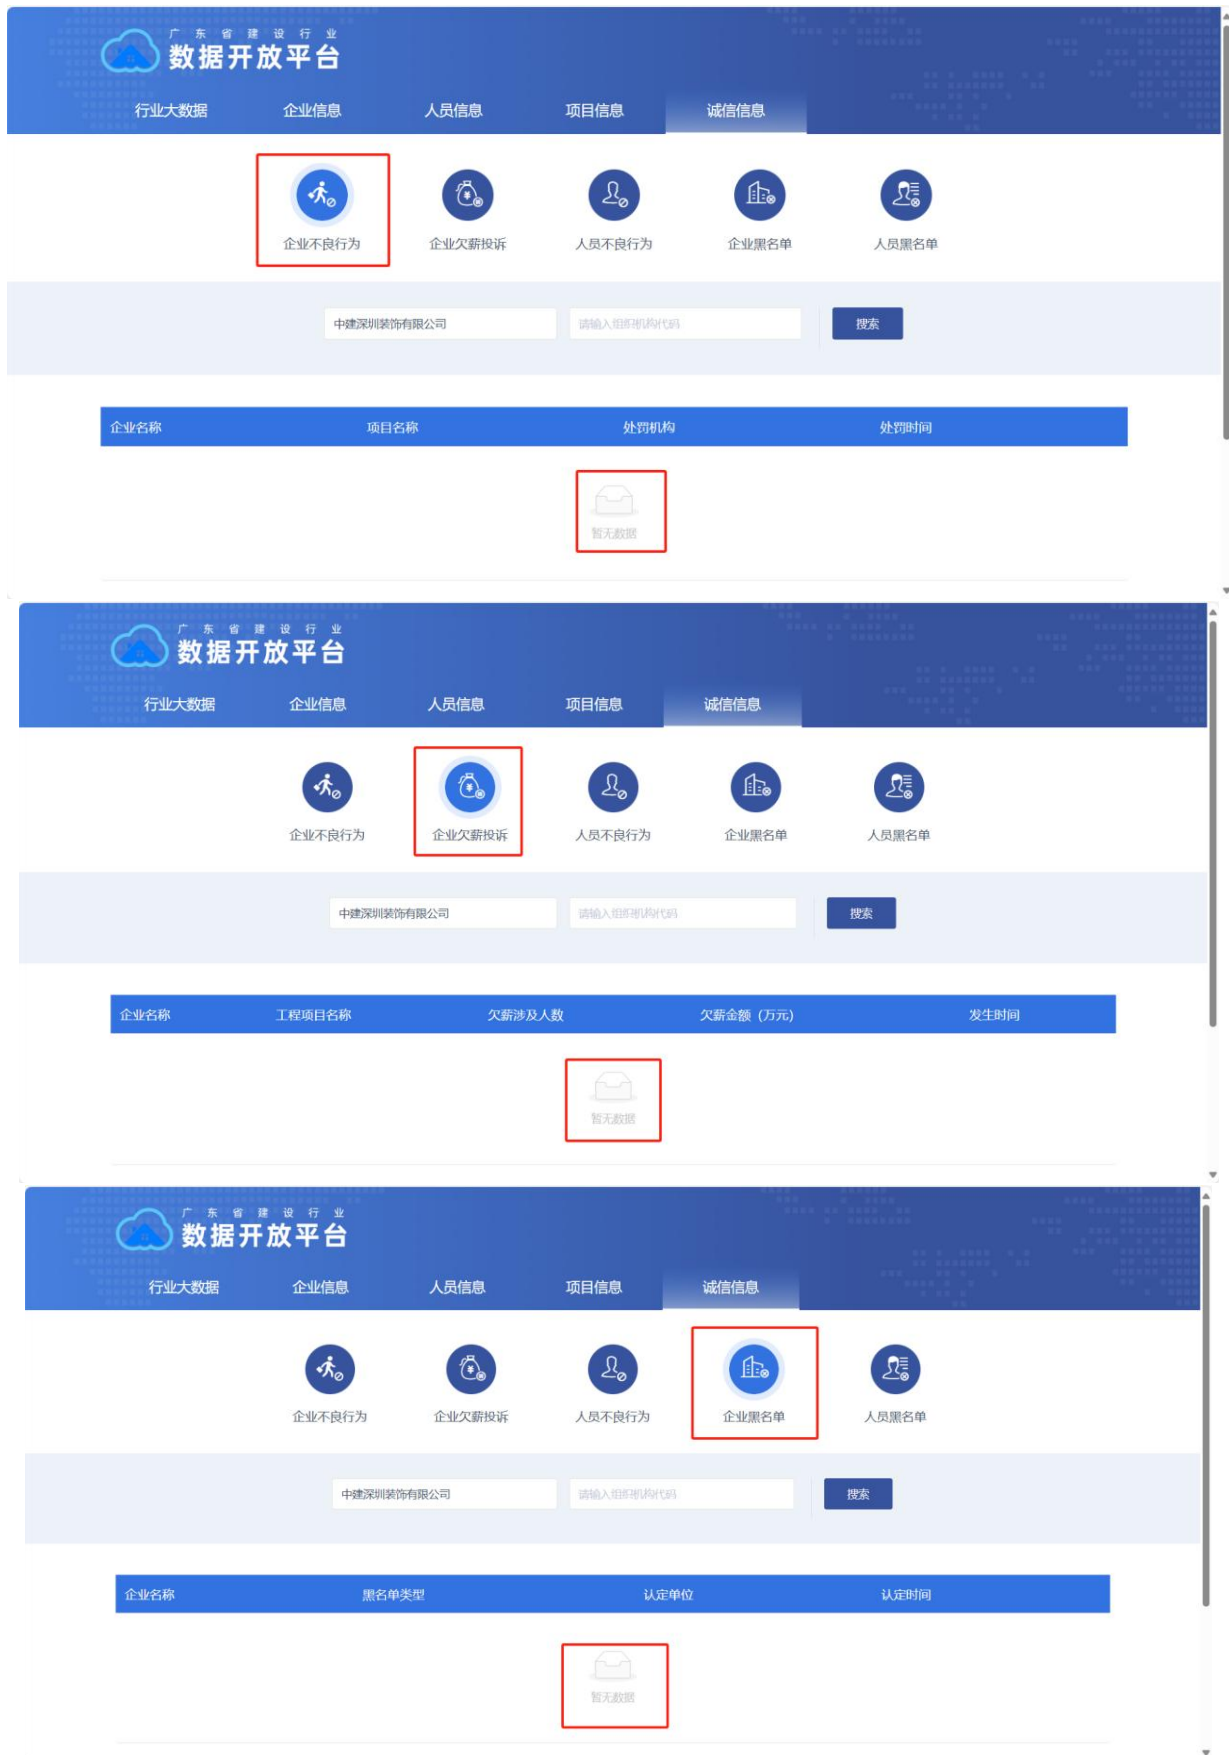 广东省建设行业
数据开放平台
行业大数据 企业信息 人员信息 项目信息 诚信信息
企业不良行为 企业欠薪投诉 人员不良行为 企业黑名单 人员黑名单
中建深圳装饰有限公司 请输入组织机构代码 搜索
企业名称 项目名称 处罚机构 处罚时间
暂无数据
广东省建设行业
数据开放平台
行业大数据 企业信息 人员信息 项目信息 诚信信息
企业不良行为 企业欠薪投诉 人员不良行为 企业黑名单 人员黑名单
中建深圳装饰有限公司 请输入组织机构代码 搜索
企业名称 工程项目名称 欠薪涉及人数 欠薪金额（万元） 发生时间
暂无数据
广东省建设行业
数据开放平台
行业大数据 企业信息 人员信息 项目信息 诚信信息
企业不良行为 企业欠薪投诉 人员不良行为 企业黑名单 人员黑名单
中建深圳装饰有限公司 请输入组织机构代码 搜索
企业名称 黑名单类型 认定单位 认定时间
暂无数据